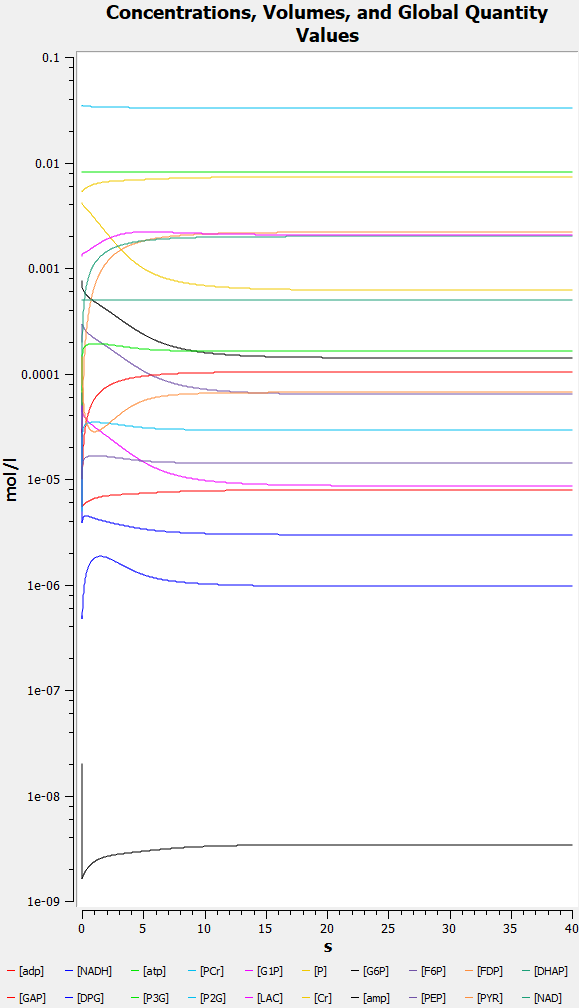 Concentrations, Volumes, and Global Quantity
Values
0.1
0.01
0.001
0.0001
1e-05
1e-06
1e-07
1e-08
1e-09
mol/l
0 5 10 15 20 25 30 35 40
s
[adp] [NADH] [atp] [PCr] [G1P] [P] [G6P] [F6P] [FDP] [DHAP]
[GAP] [DPG] [P3G] [P2G] [LAC] [Cr] [amp] [PEP] [PYR] [NAD]